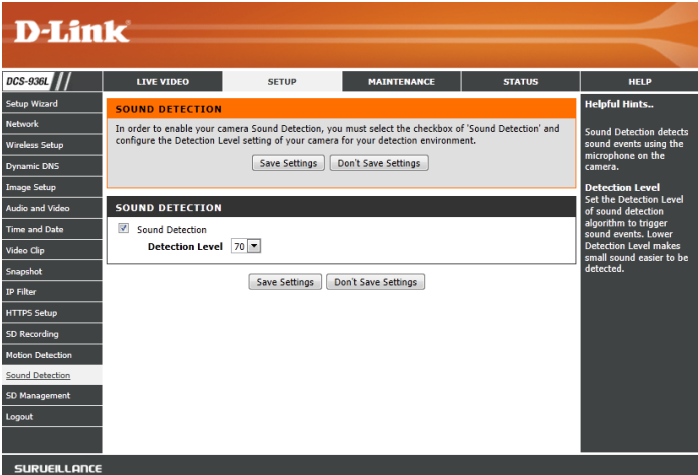 D-Link
DCS-936L
LIVE VIDEO
SETUP
MAINTENANCE
STATUS
HELP
Setup Wizard
Network
Wireless Setup
Dynamic DNS
Image Setup
Audio and Video
Time and Date
Video Clip
Snapshot
IP Filter
HTTPS Setup
SD Recording
Motion Detection
Sound Detection
SD Management
Logout
SOUND DETECTION
In order to enable your camera Sound Detection, you must select the checkbox of 'Sound Detection' and
configure the Detection Level setting of your camera for your detection environment.
Save Settings
Don't Save Settings
SOUND DETECTION
Sound Detection
Detection Level 70
Save Settings
Don't Save Settings
Helpful Hints..
Sound Detection detects
sound events using the
microphone on the
camera.
Detection Level
Set the Detection Level
of sound detection
algorithm to trigger
sound events. Lower
Detection Level makes
small sound easier to be
detected.
SURVEILLANCE